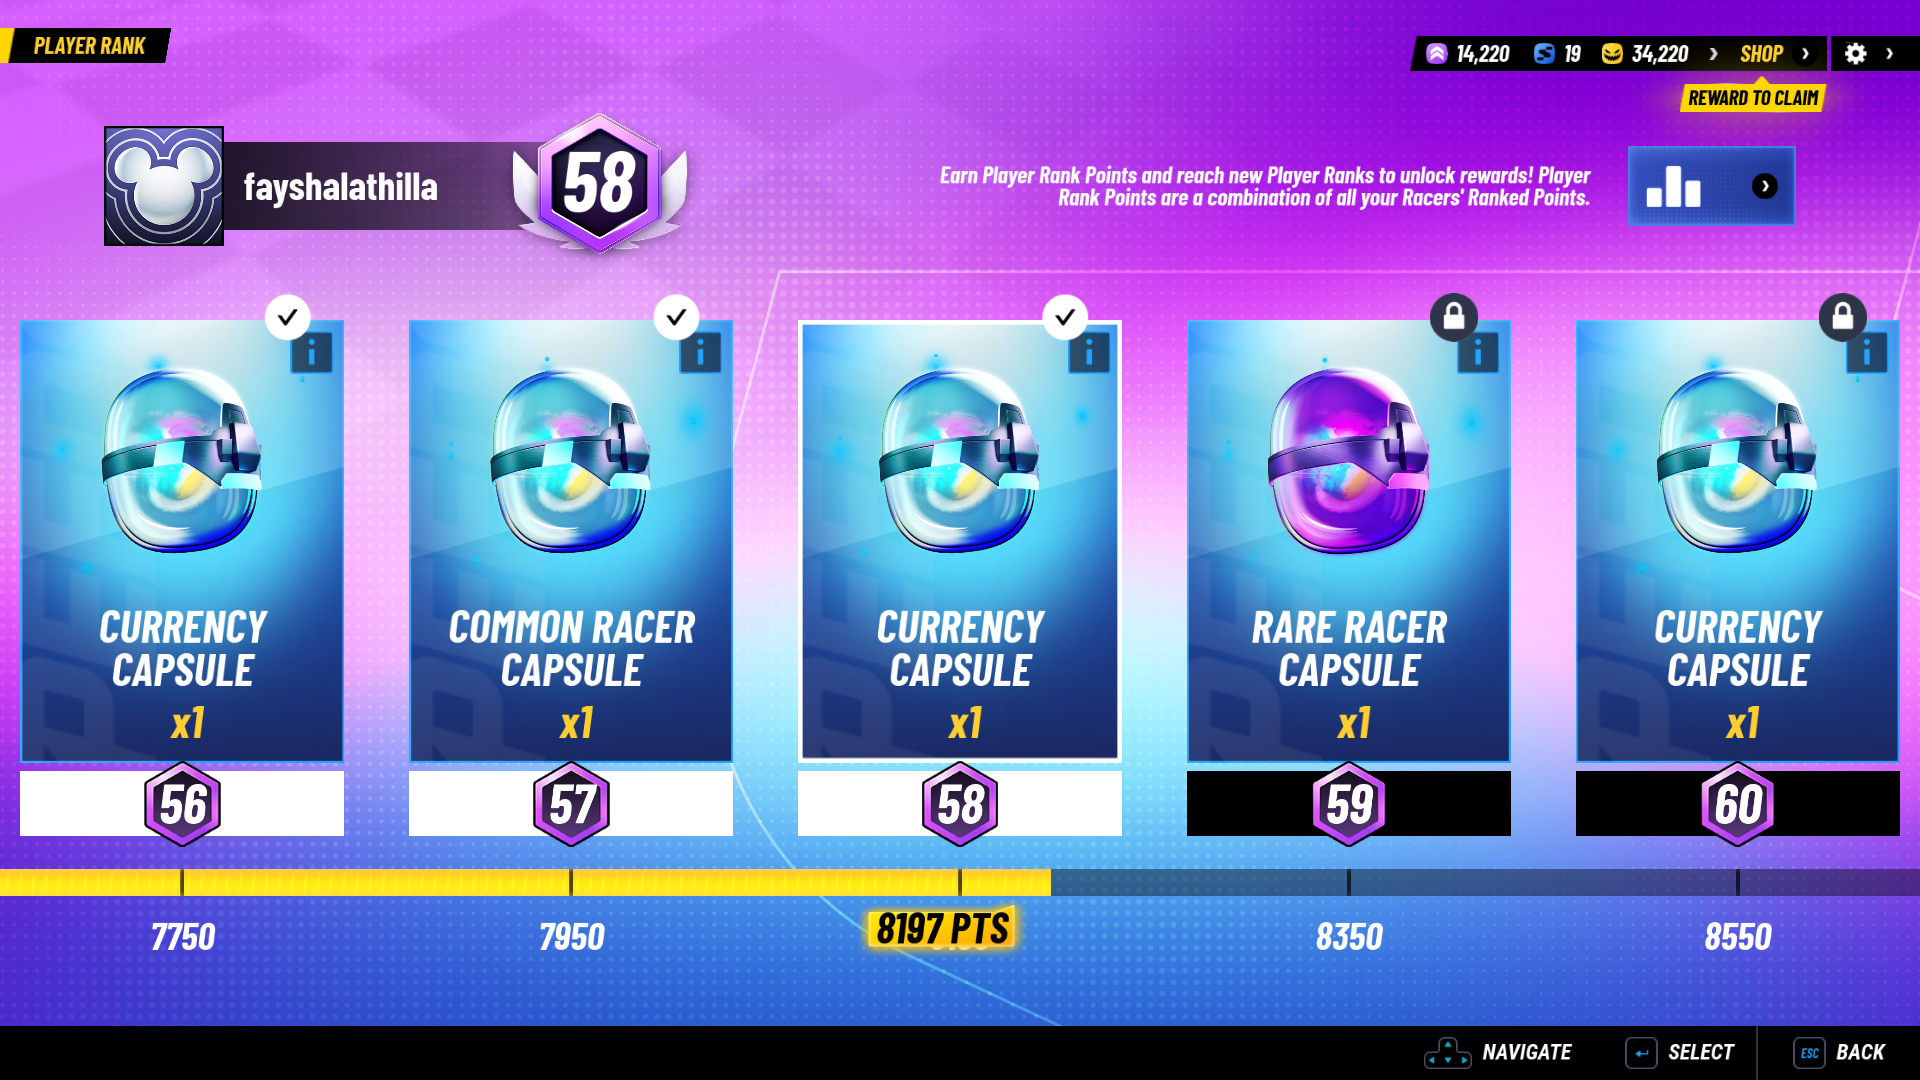 PLAYER RANK
14,220
19
34,220
SHOP
REWARD TO CLAIM
fayshalathilla
58
Earn Player Rank Points and reach new Player Ranks to unlock rewards! Player
Rank Points are a combination of all your Racers' Ranked Points.
CURRENCY
CAPSULE
x1
56
COMMON RACER
CAPSULE
x1
57
CURRENCY
CAPSULE
x1
58
RARE RACER
CAPSULE
x1
59
CURRENCY
CAPSULE
x1
60
7750
7950
8197 PTS
8350
8550
NAVIGATE
SELECT
ESC BACK